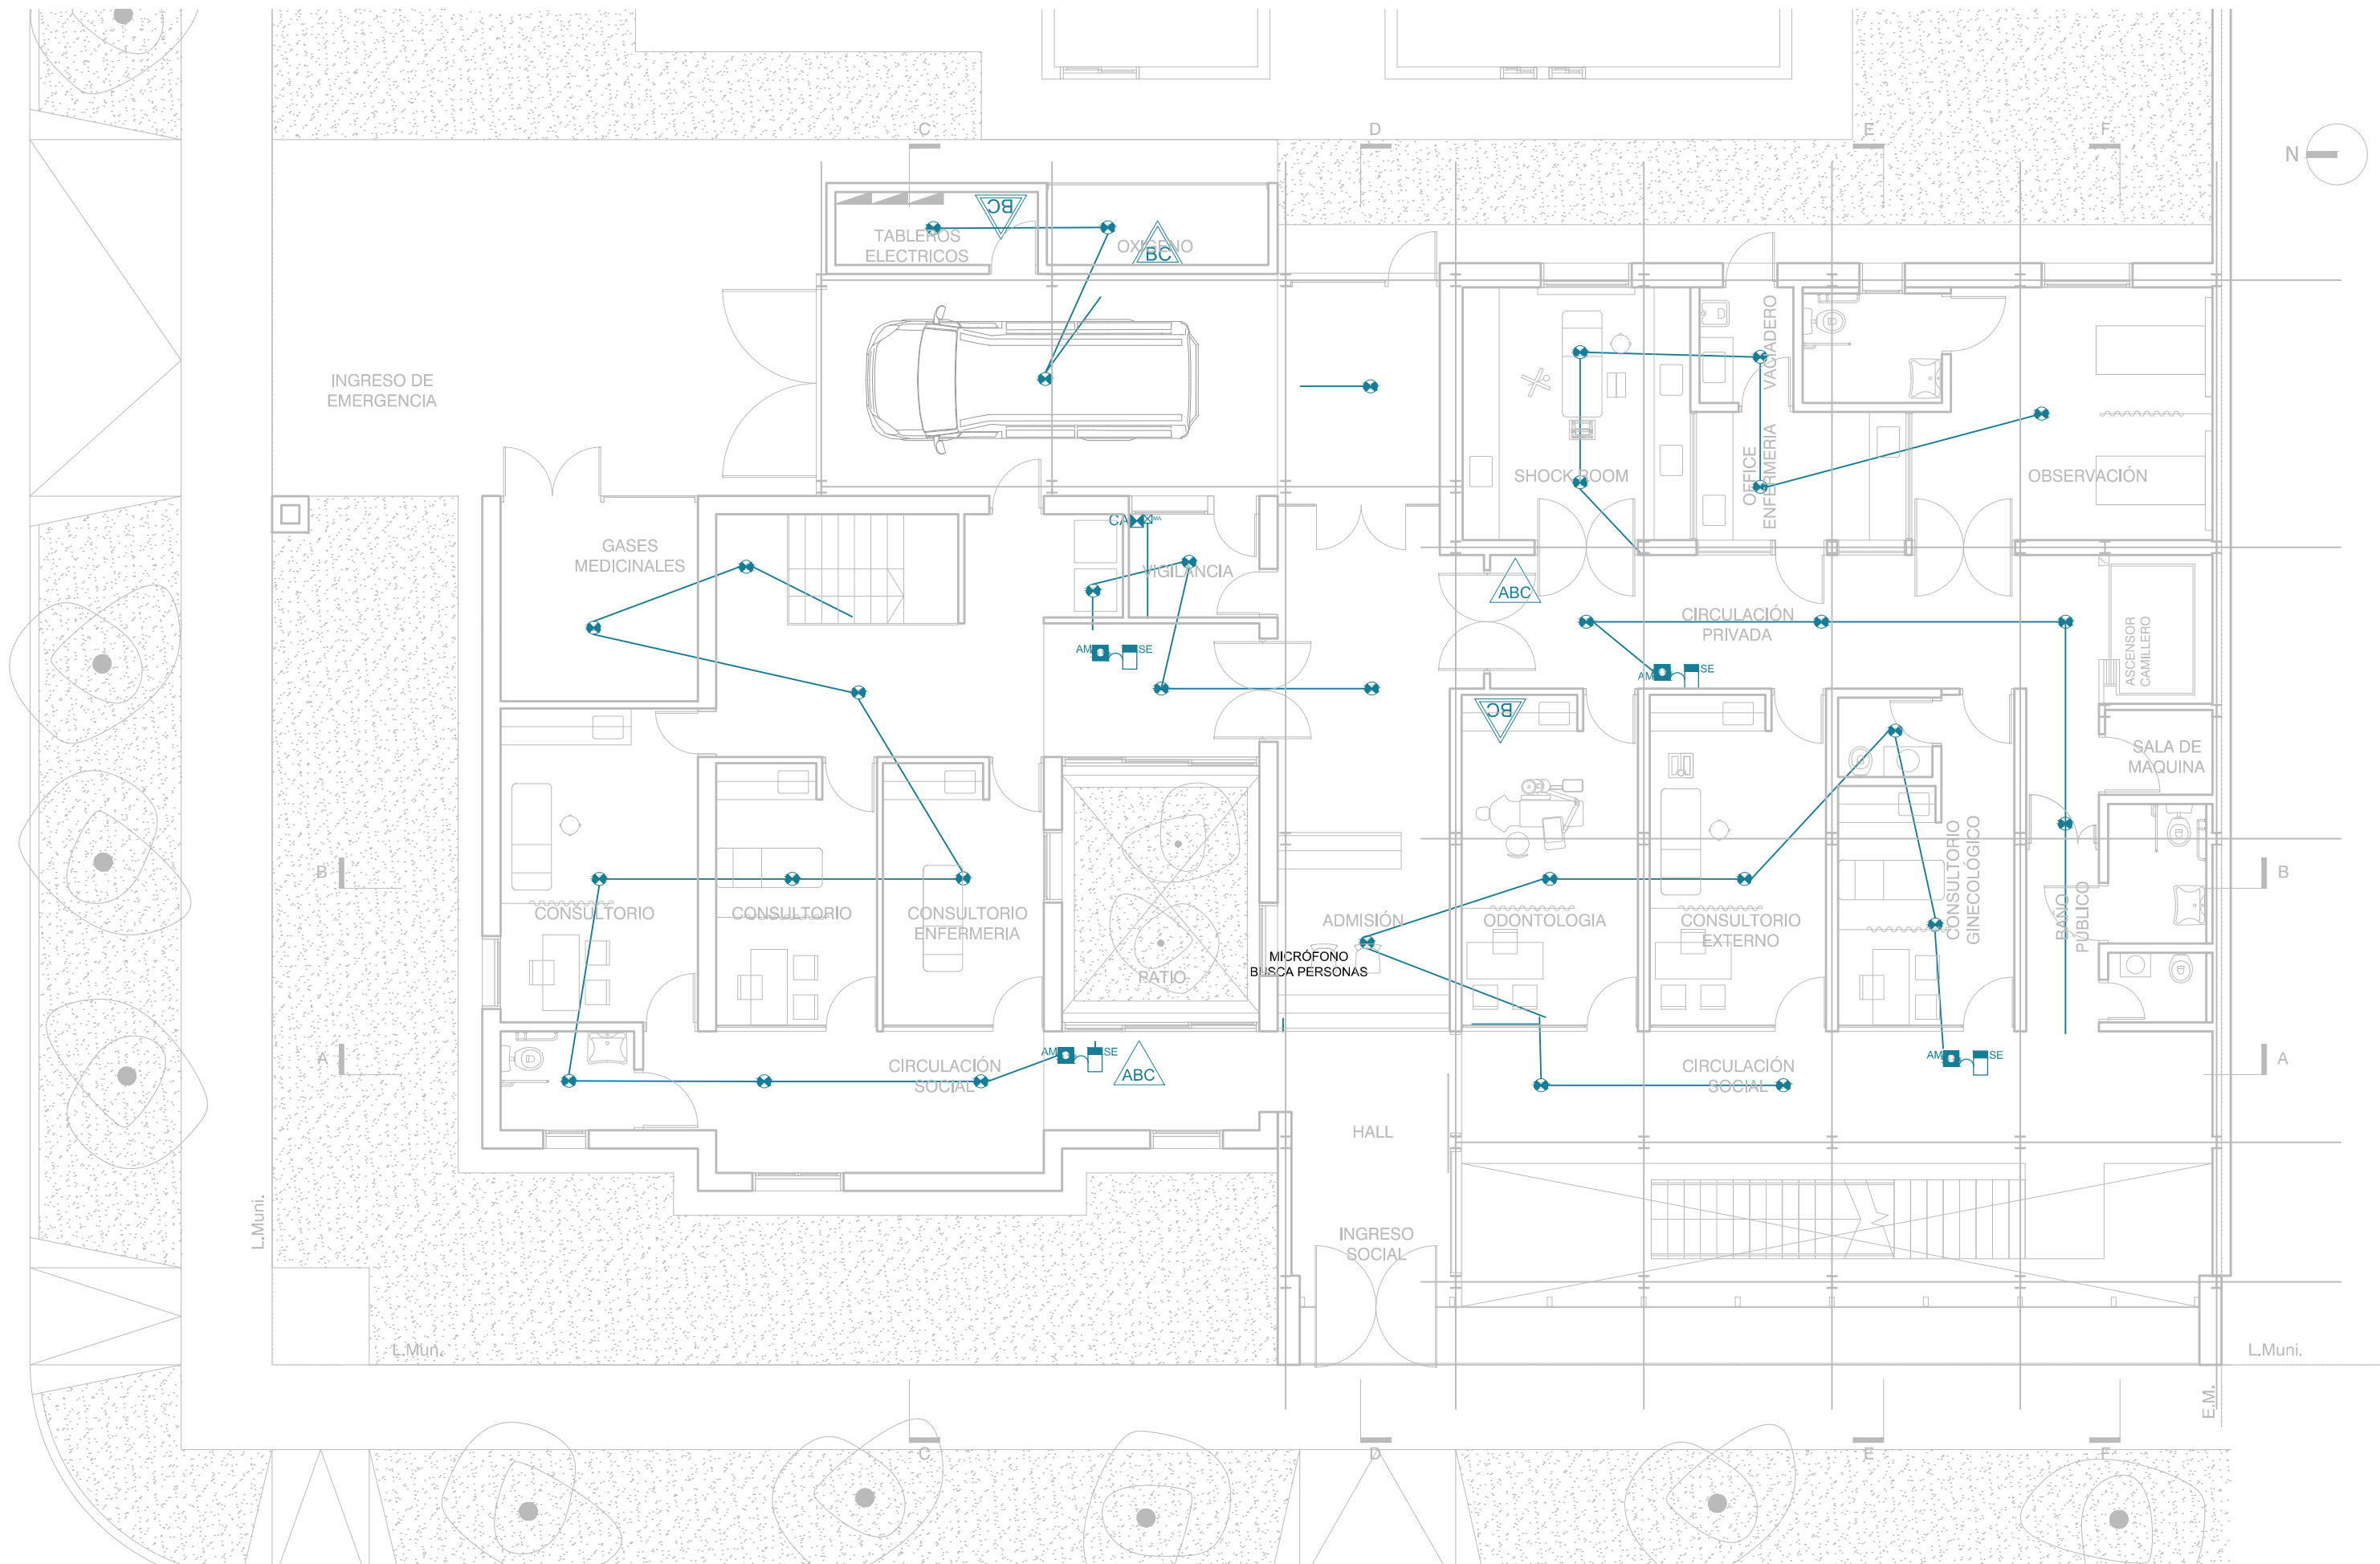 C
D
E
F
N
BC
TABLEROS
ELECTRICOS
OXIGENO
BC
INGRESO DE
EMERGENCIA
VACIADERO
SHOCK ROOM
OFFICE
ENFERMERIA
OBSERVACIÓN
CA
MA
GASES
MEDICINALES
VIGILANCIA
ABC
CIRCULACIÓN
PRIVADA
ASCENSOR
CAMILLERO
AM
SE
AM
SE
BC
SALA DE
MAQUINA
B
B
CONSULTORIO
CONSULTORIO
CONSULTORIO
ENFERMERIA
PATIO
ADMISIÓN
MICRÓFONO
BUSCA PERSONAS
ODONTOLOGIA
CONSULTORIO
EXTERNO
CONSULTORIO
GINECOLÓGICO
BAÑO
PÚBLICO
A
A
CIRCULACIÓN
SOCIAL
AM
SE
ABC
CIRCULACIÓN
SOCIAL
AM
SE
HALL
L.Muni.
INGRESO
SOCIAL
L.Mun.
L.Muni.
E.M.
C
D
E
F